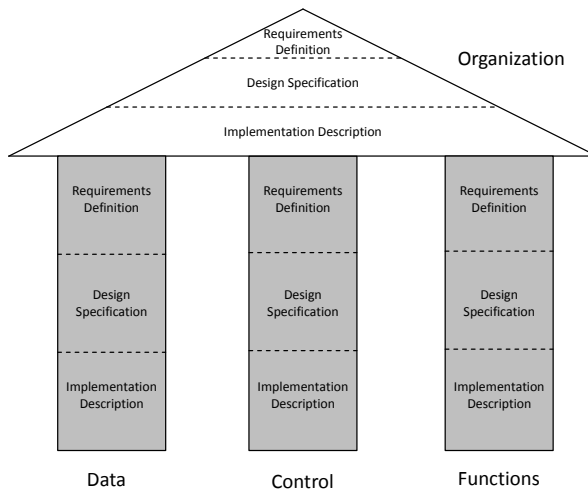 Requirements
Definition
Organization
Design Specification
Implementation Description
Requirements
Definition
Design
Specification
Implementation
Description
Requirements
Definition
Design
Specification
Implementation
Description
Requirements
Definition
Design
Specification
Implementation
Description
Data
Control
Functions